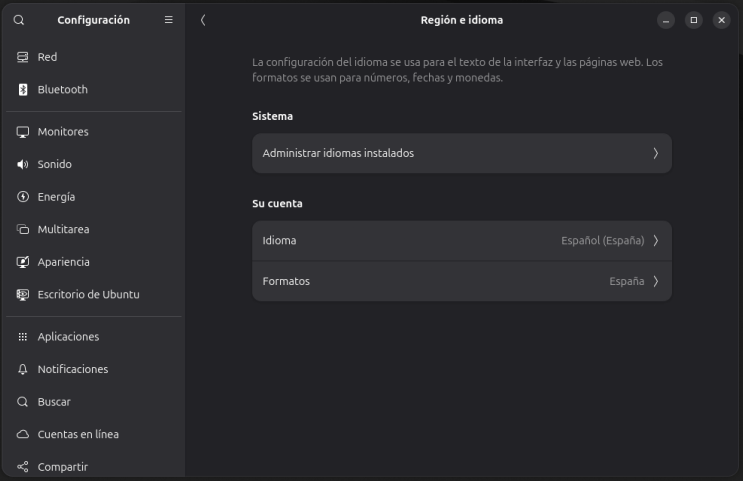 Configuración
Red
Bluetooth
Monitores
Sonido
Energía
Multitarea
Apariencia
Escritorio de Ubuntu
Aplicaciones
Notificaciones
Buscar
Cuentas en línea
Compartir
Región e idioma
La configuración del idioma se usa para el texto de la interfaz y las páginas web. Los
formatos se usan para números, fechas y monedas.
Sistema
Administrar idiomas instalados
Su cuenta
Idioma Español (España)
Formatos España